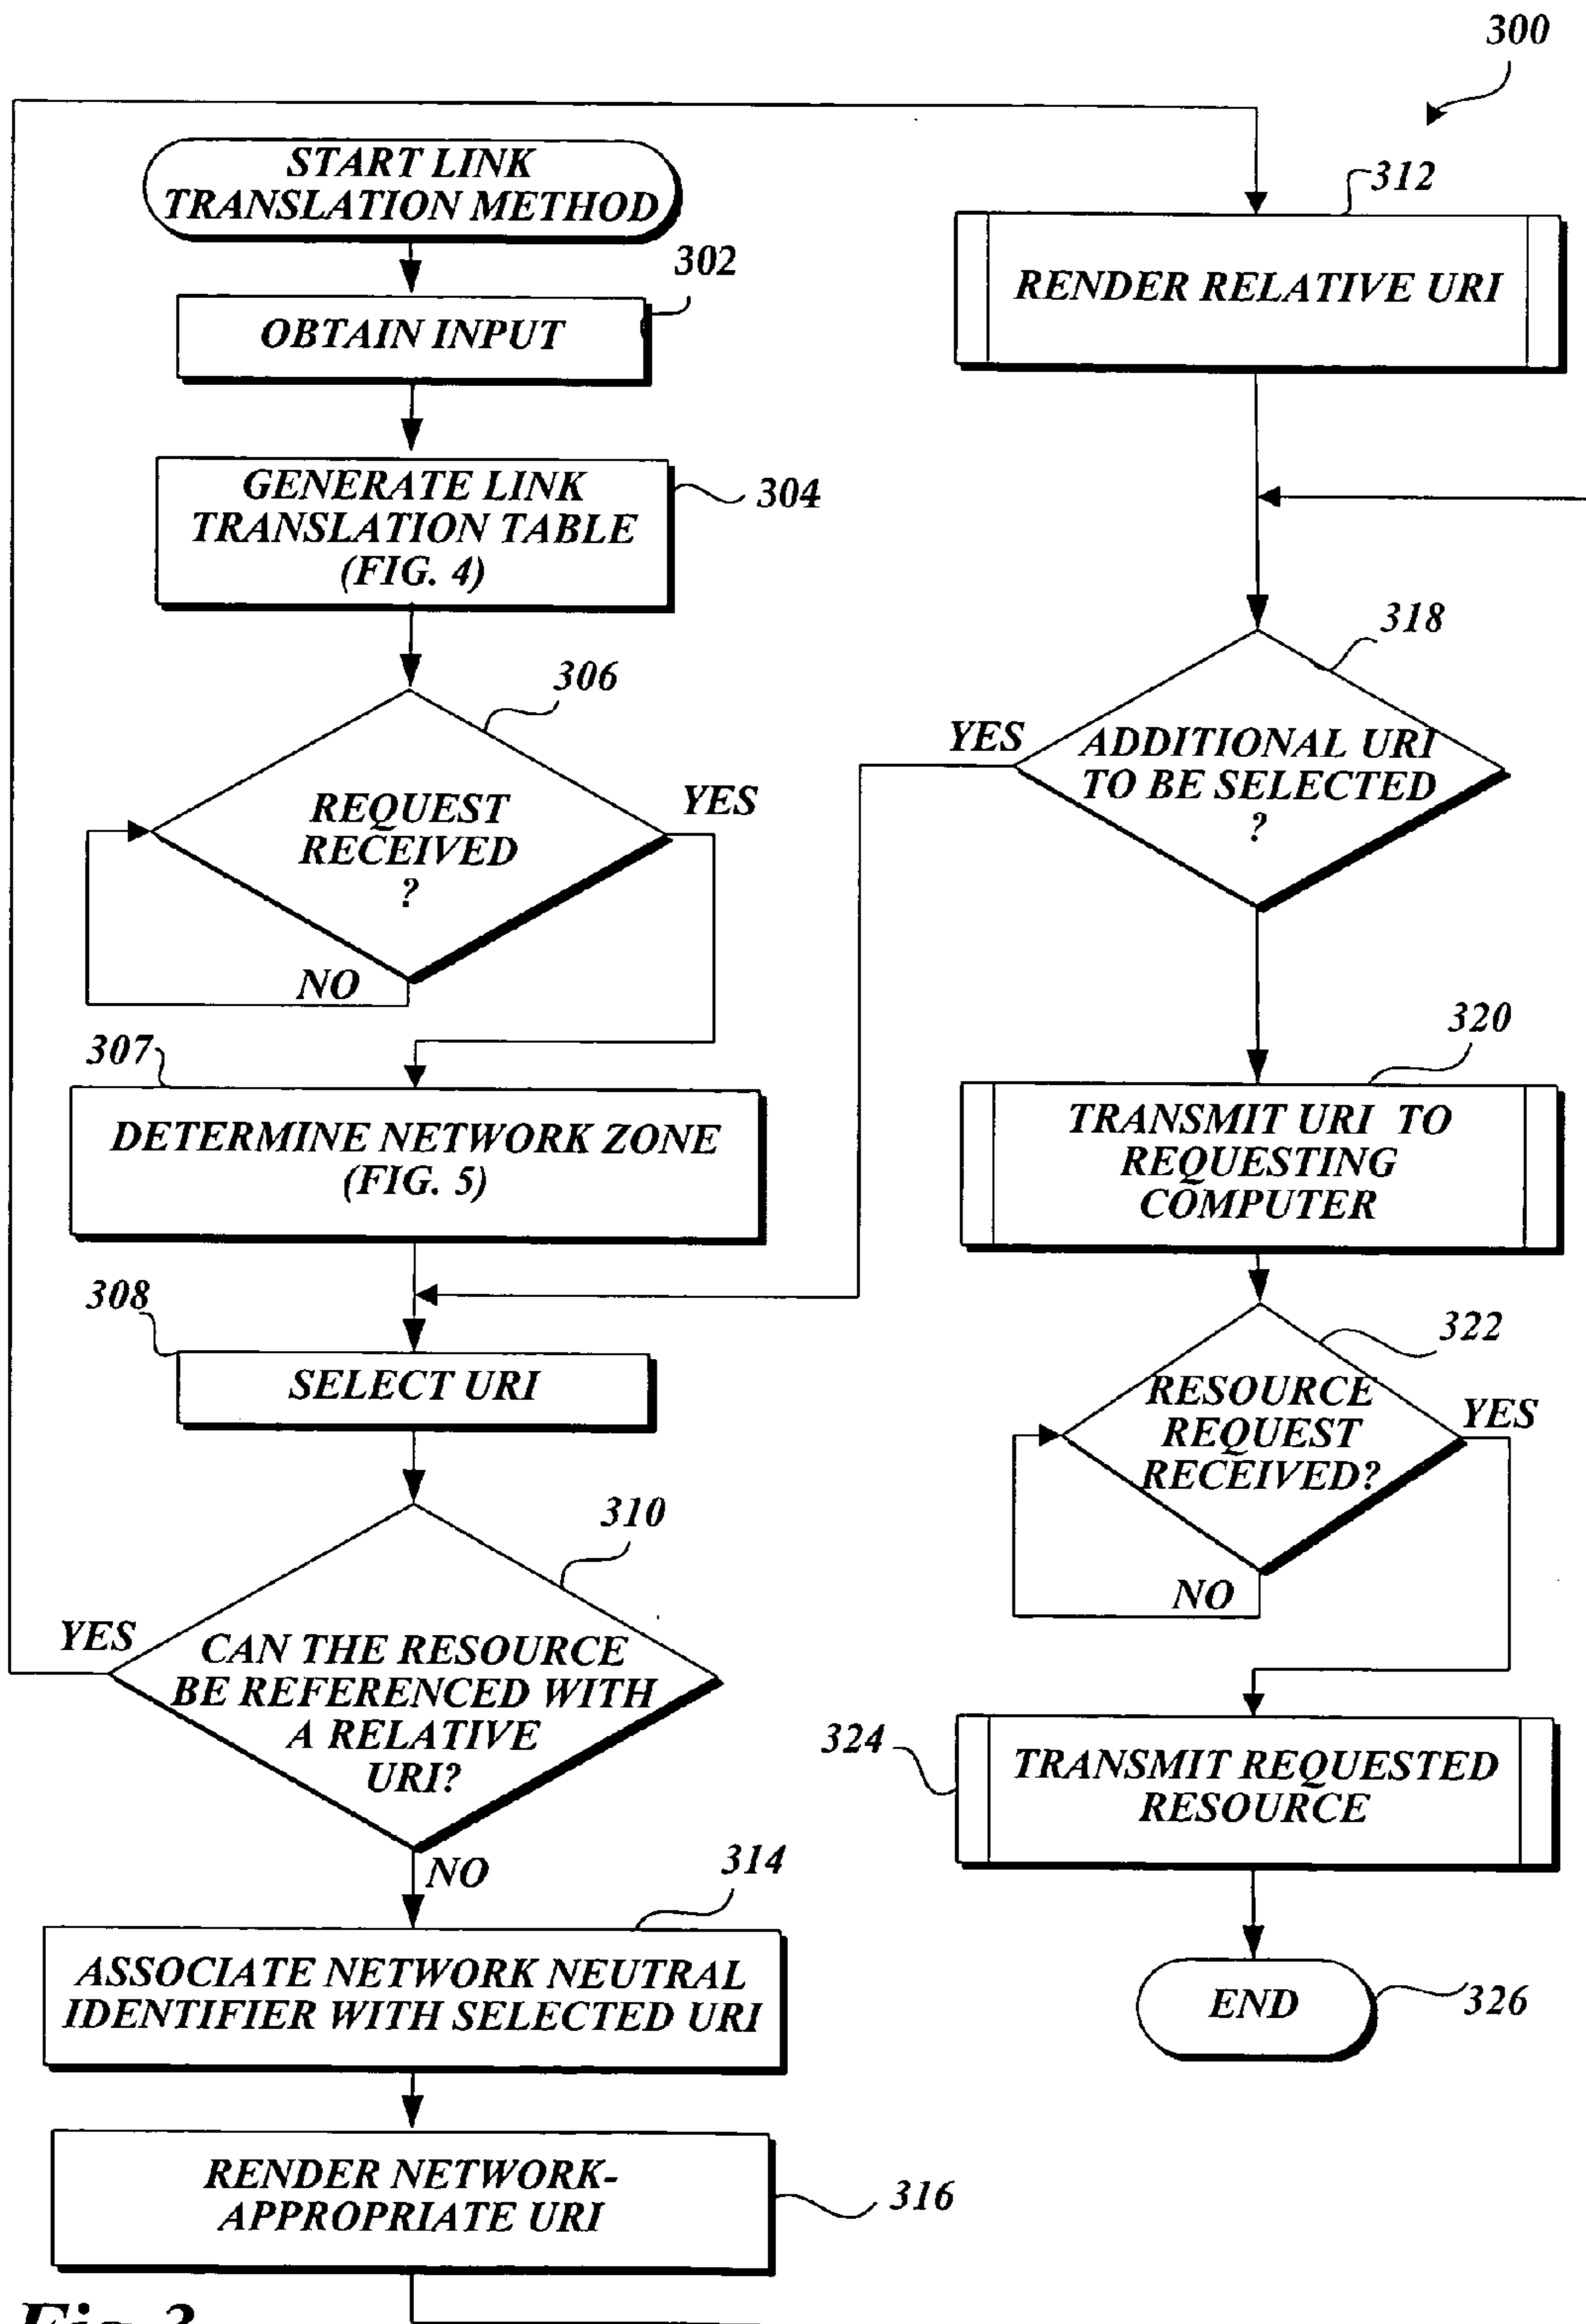 300
START LINK
TRANSLATION METHOD
302
OBTAIN INPUT
GENERATE LINK
TRANSLATION TABLE
(FIG. 4)
304
306
REQUEST
RECEIVED
?
YES
NO
307
DETERMINE NETWORK ZONE
(FIG. 5)
308
SELECT URI
310
YES
CAN THE RESOURCE
BE REFERENCED WITH
A RELATIVE
URI?
NO
314
ASSOCIATE NETWORK NEUTRAL
IDENTIFIER WITH SELECTED URI
RENDER NETWORK-
APPROPRIATE URI
316
312
RENDER RELATIVE URI
318
YES
ADDITIONAL URI
TO BE SELECTED
?
320
TRANSMIT URI TO
REQUESTING
COMPUTER
322
RESOURCE
REQUEST
RECEIVED?
YES
NO
324
TRANSMIT REQUESTED
RESOURCE
END
326
Fig. 3